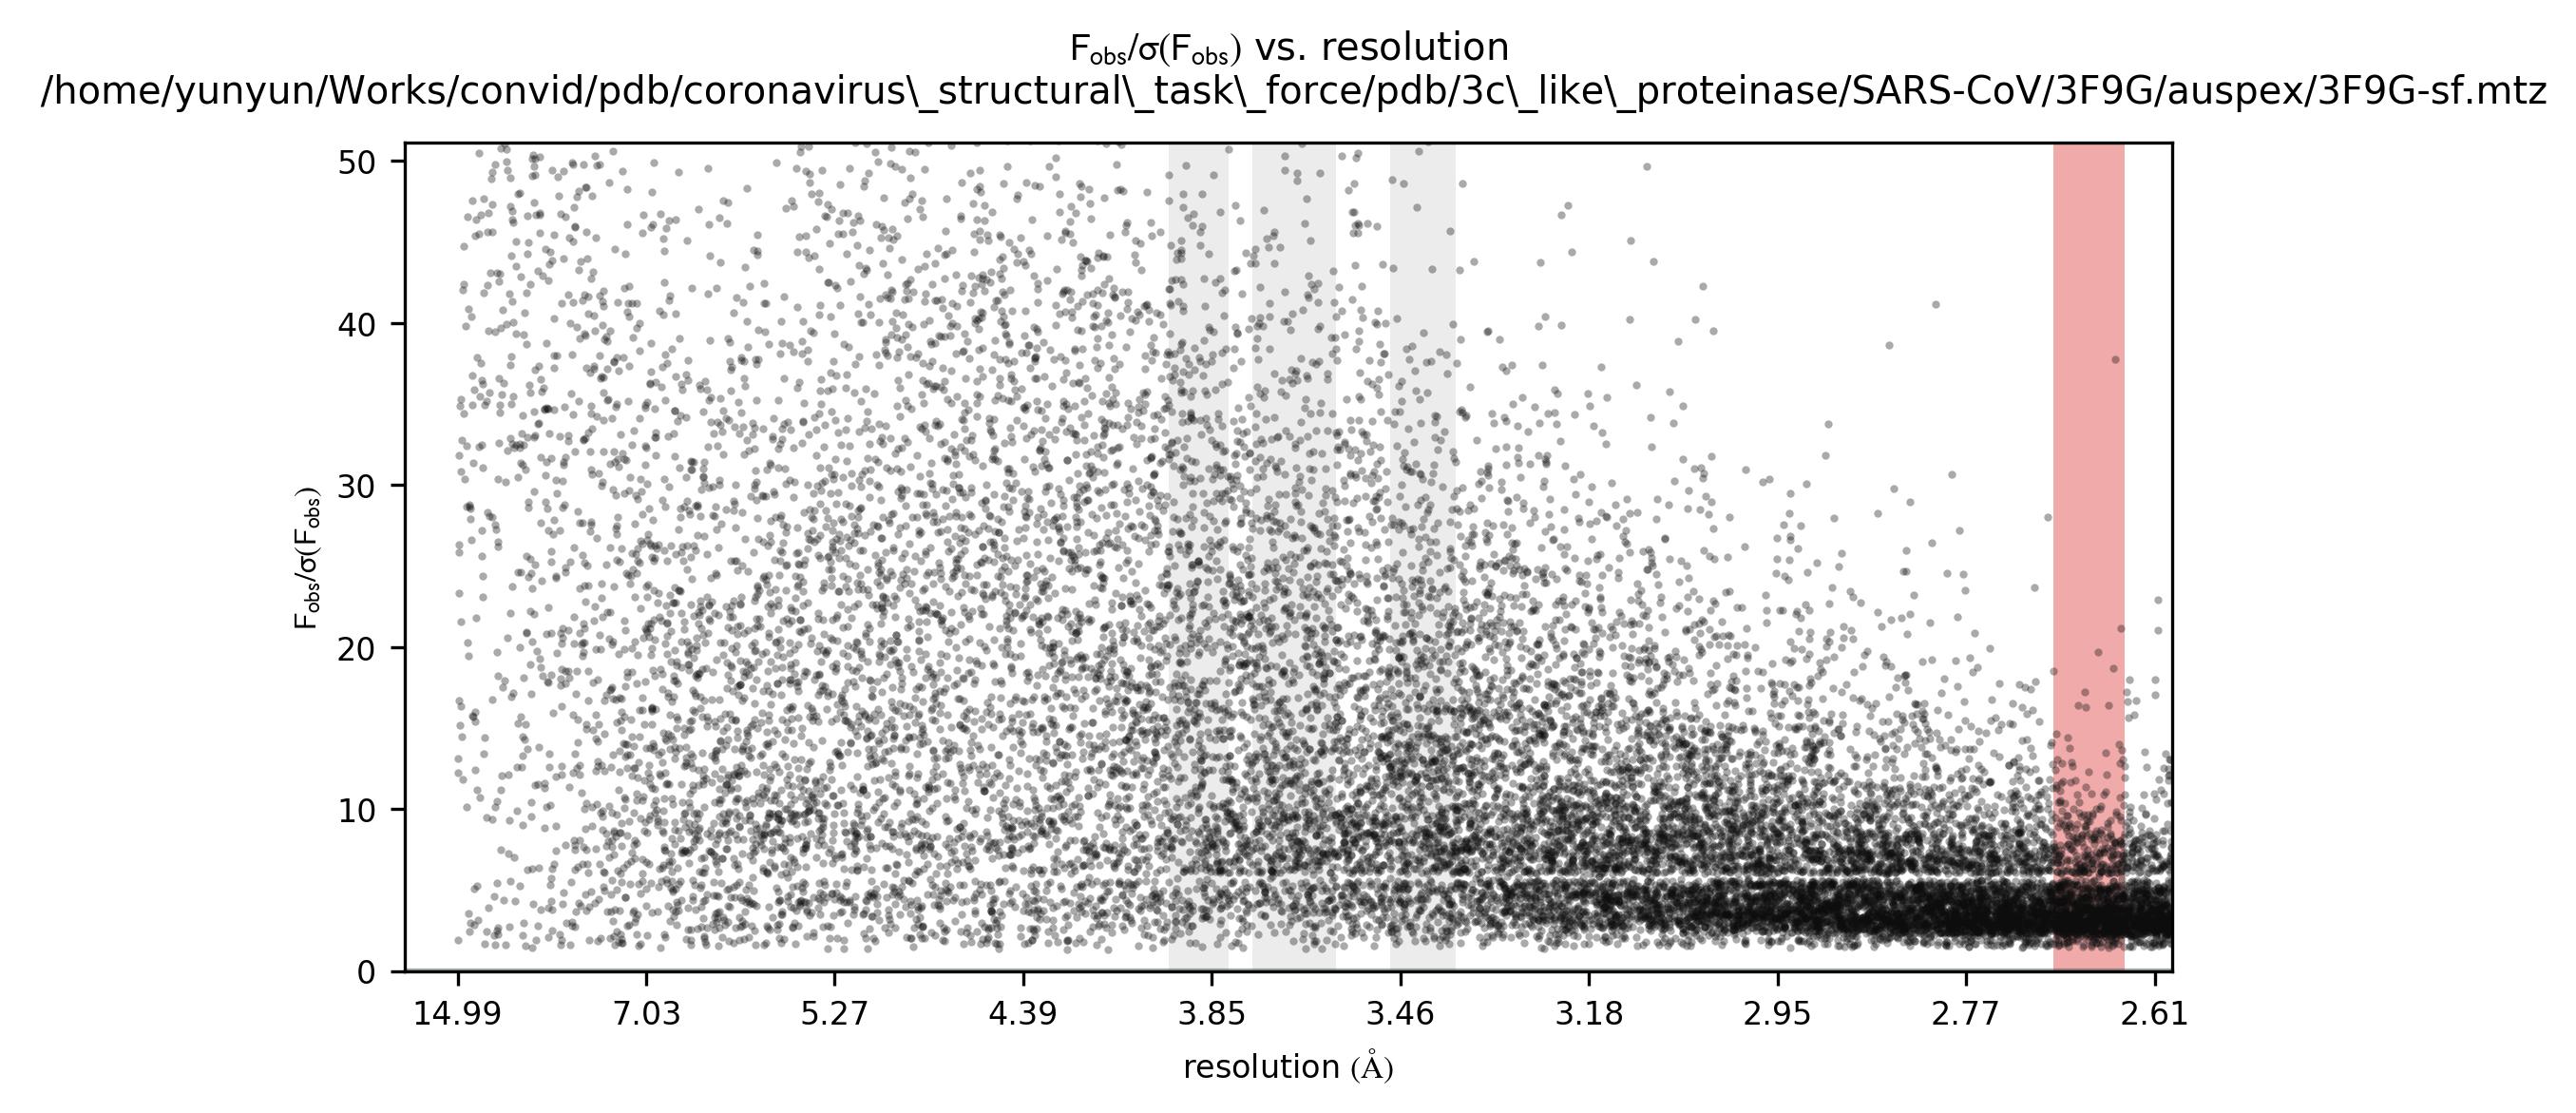 Fobs/σ(Fobs) vs. resolution
/home/yunyun/Works/convid/pdb/coronavirus\_structural\_task\_force/pdb/3c\_like\_proteinase/SARS-CoV/3F9G/auspex/3F9G-sf.mtz
50
40
30
20
10
0
Fobs/σ(Fobs)
14.99 7.03 5.27 4.39 3.85 3.46 3.18 2.95 2.77 2.61
resolution (Å)